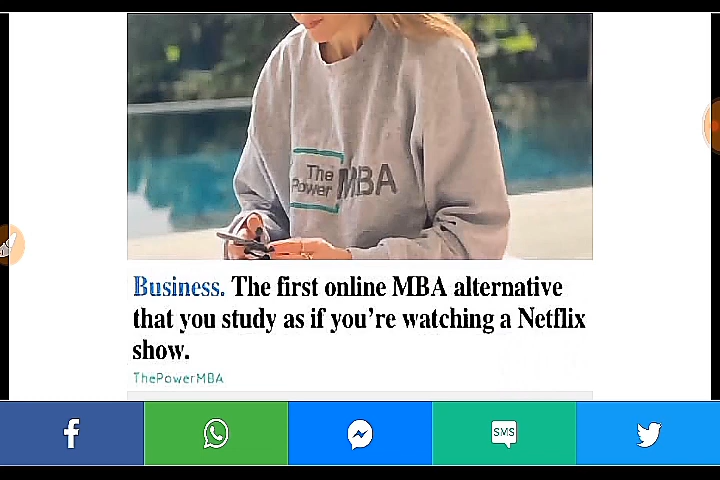 The
Power MBA
Business. The first online MBA alternative
that you study as if you're watching a Netflix
show.
ThePowerMBA
SMS